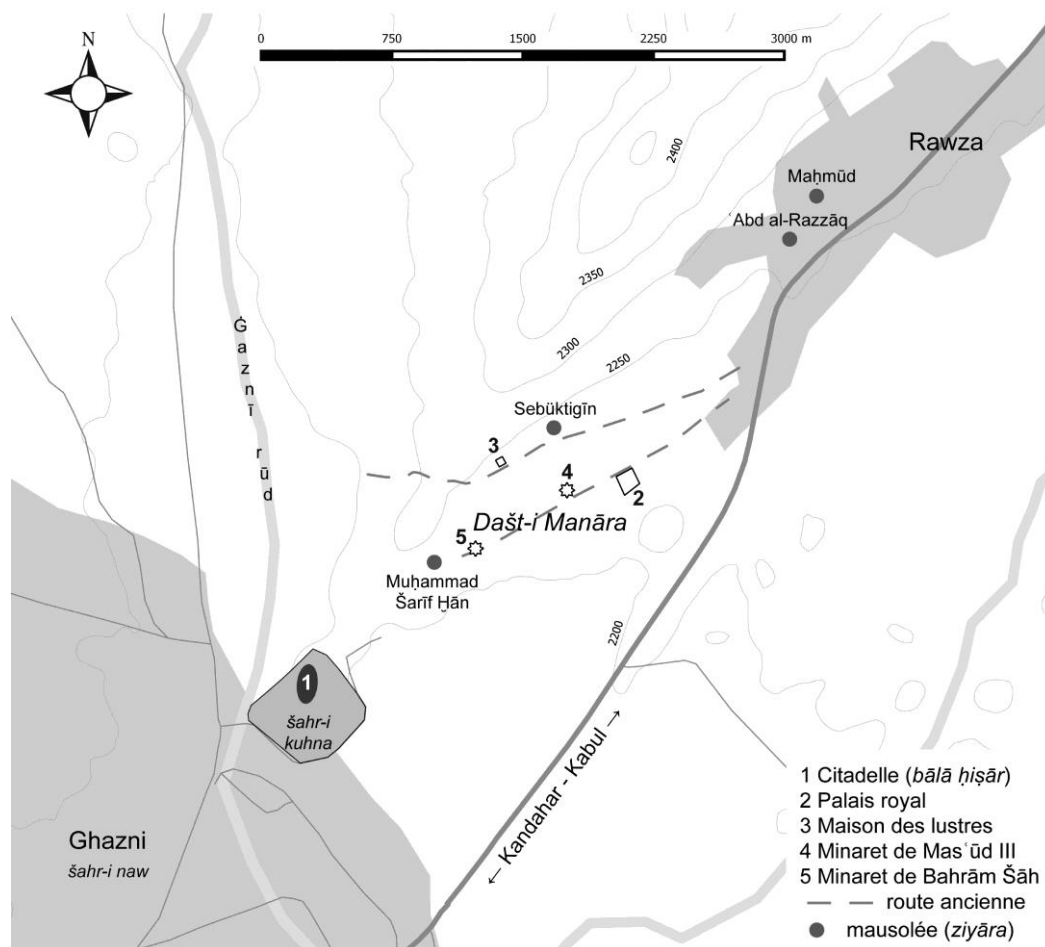 N
0 750 1500 2250 3000 m
Rawza
2400
Maḥmūd
ʿAbd al-Razzāq
2350
2300
2250
Ġaznī rūd
Sebüktigīn
3
4
2
Dašt-i Manāra
5
Muḥammad
Šarīf Ḫān
2200
1
šahr-i
kuhna
← Kandahar - Kabul →
Ghazni
šahr-i naw
1 Citadelle (bālā ḥiṣār)
2 Palais royal
3 Maison des lustres
4 Minaret de Masʿūd III
5 Minaret de Bahrām Šāh
route ancienne
mausolée (ziyāra)